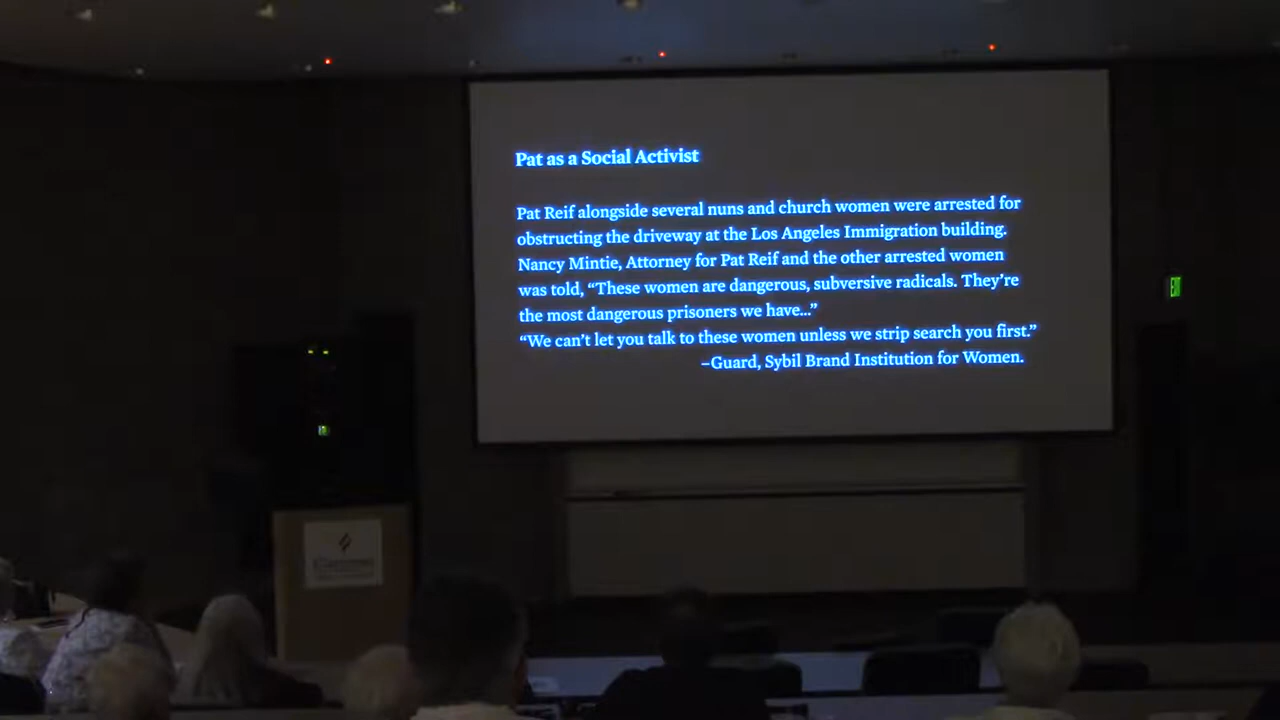 Pat as a Social Activist
Pat Reif alongside several nuns and church women were arrested for
obstructing the driveway at the Los Angeles Immigration building.
Nancy Mintie, Attorney for Pat Reif and the other arrested women
was told, “These women are dangerous, subversive radicals. They’re
the most dangerous prisoners we have...”
“We can’t let you talk to these women unless we strip search you first.”
–Guard, Sybil Brand Institution for Women.